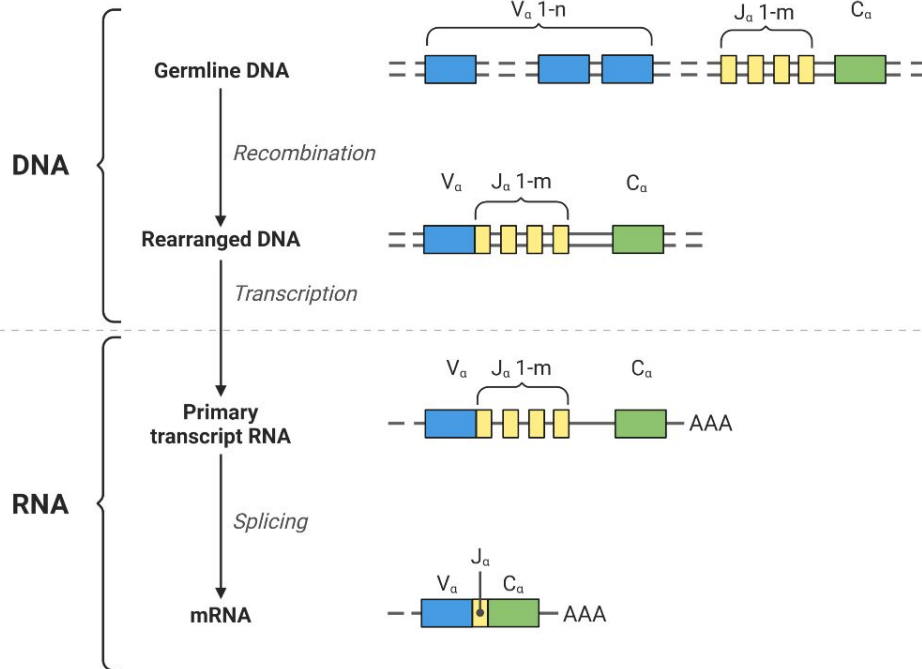 Vα 1-n
Jα 1-m
Cα
Germline DNA
Recombination
DNA
Vα
Jα 1-m
Cα
Rearranged DNA
Transcription
Vα
Jα 1-m
Cα
Primary
transcript RNA
AAA
RNA
Splicing
Jα
Vα
Cα
mRNA
AAA